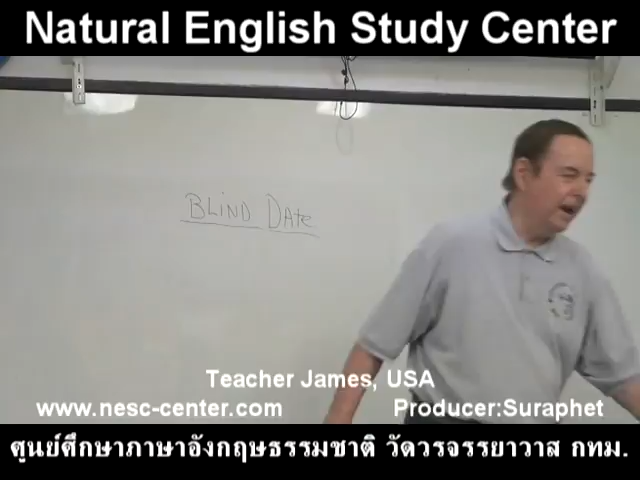 Natural English Study Center
BLIND DATE
Teacher James, USA
www.nesc-center.com Producer:Suraphet
ศูนย์ศึกษาภาษาอังกฤษธรรมชาติ วัดวรจรรยาวาส กทม.